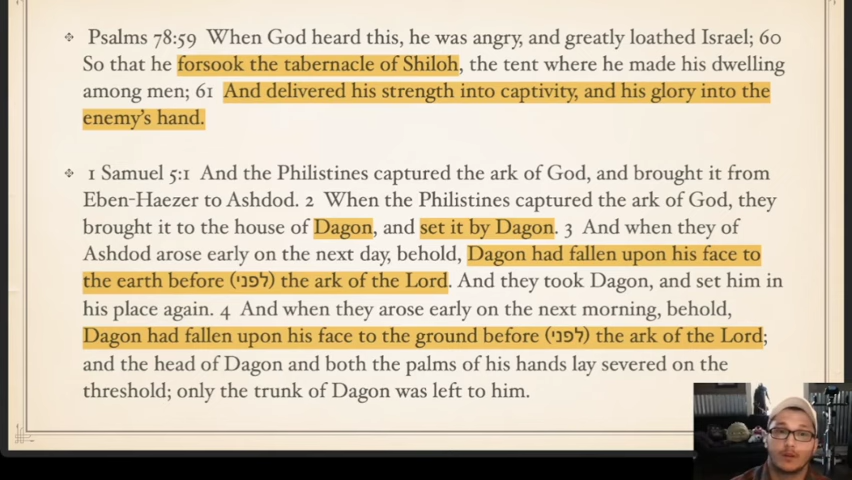 Psalms 78:59 When God heard this, he was angry, and greatly loathed Israel; 60
So that he forsook the tabernacle of Shiloh, the tent where he made his dwelling
among men; 61 And delivered his strength into captivity, and his glory into the
enemy's hand.
1 Samuel 5:1 And the Philistines captured the ark of God, and brought it from
Eben-Haezer to Ashdod. 2 When the Philistines captured the ark of God, they
brought it to the house of Dagon, and set it by Dagon. 3 And when they of
Ashdod arose early on the next day, behold, Dagon had fallen upon his face to
the earth before (לפני) the ark of the Lord. And they took Dagon, and set him in
his place again. 4 And when they arose early on the next morning, behold,
Dagon had fallen upon his face to the ground before (לפני) the ark of the Lord;
and the head of Dagon and both the palms of his hands lay severed on the
threshold; only the trunk of Dagon was left to him.